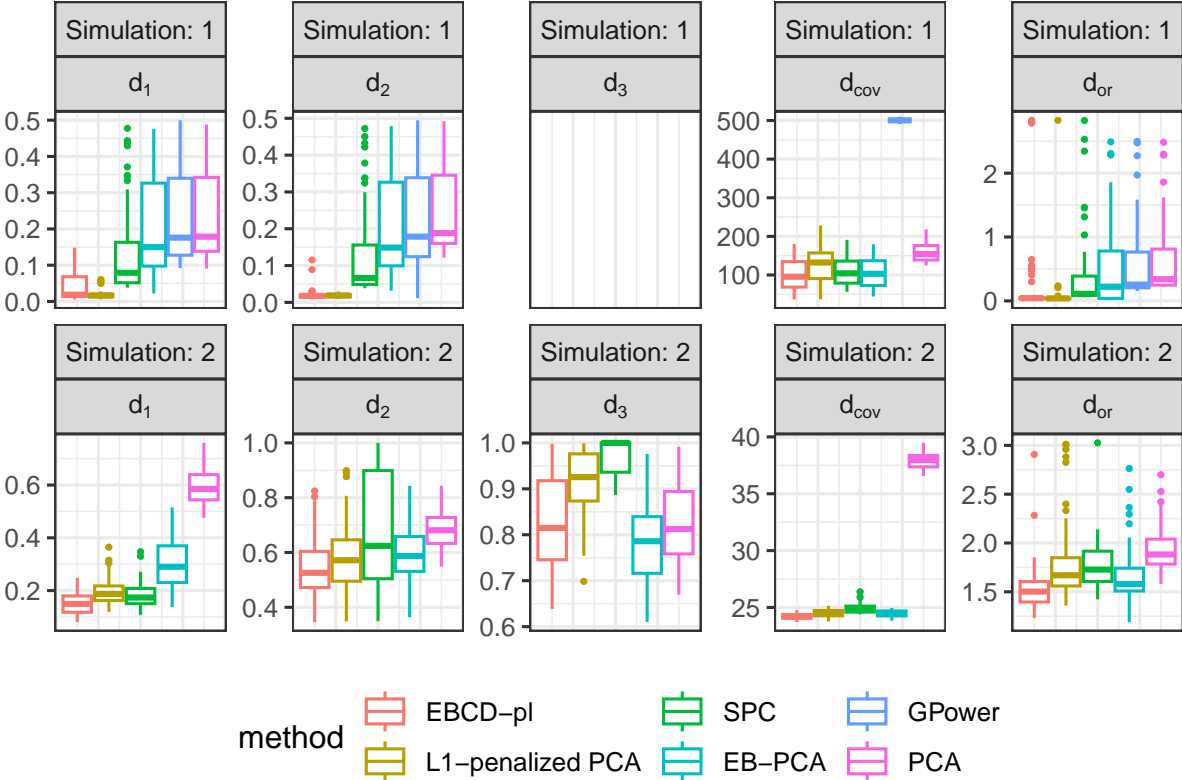 Simulation: 1 Simulation: 1 Simulation: 1 Simulation: 1 Simulation: 1
d₁ d₂ d₃ d_cov d_or
0.5 0.5 500
0.4 0.4 400 2
0.3 0.3 300
0.2 0.2 200 1
0.1 0.1 100
0.0 0.0 0
Simulation: 2 Simulation: 2 Simulation: 2 Simulation: 2 Simulation: 2
d₁ d₂ d₃ d_cov d_or
1.0 1.0 40 3.0
0.6 0.8 0.9 35 2.5
0.4 0.6 0.8 30 2.0
0.2 0.4 0.7 25 1.5
0.6
method
EBCD−pl SPC GPower
L1−penalized PCA EB−PCA PCA